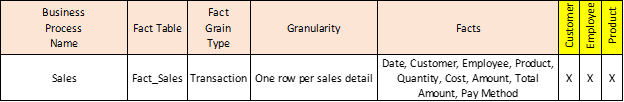 Business
Process
Name
Fact Table
Fact
Grain
Type
Granularity
Facts
Customer
Employee
Product
Sales
Fact_Sales
Transaction
One row per sales detail
Date, Customer, Employee, Product,
Quantity, Cost, Amount, Total
Amount, Pay Method
X
X
X